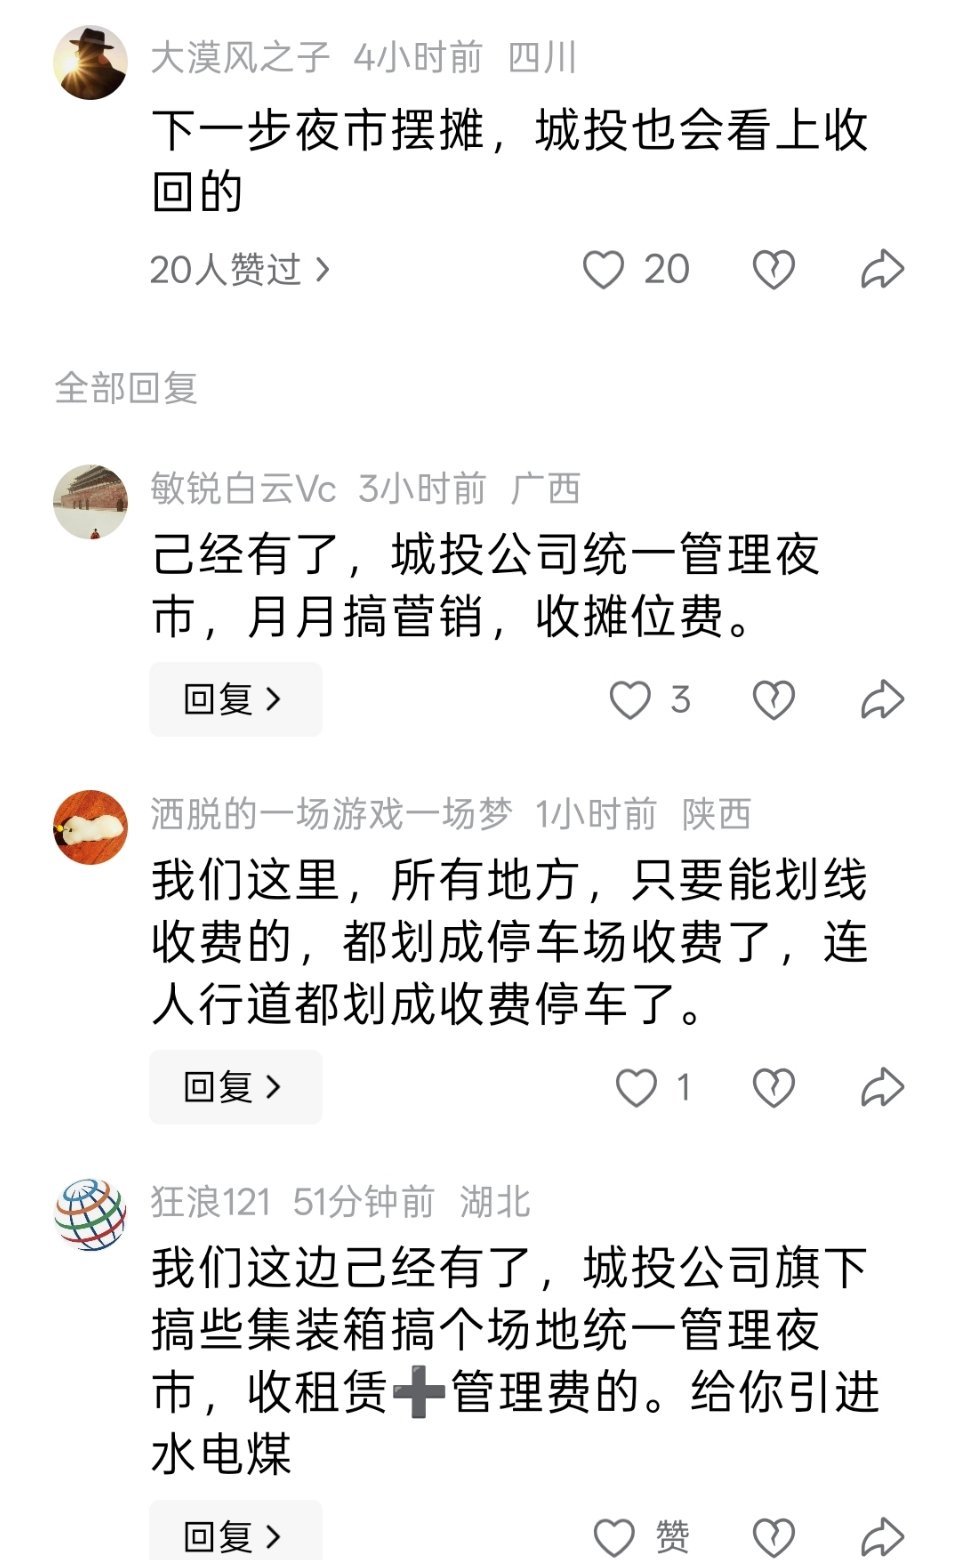 大漠风之子 4小时前 四川
下一步夜市摆摊，城投也会看上收
回的
20人赞过 >
20
全部回复
敏锐白云Vc 3小时前 广西
己经有了，城投公司统一管理夜
市，月月搞菅销，收摊位费。
回复 >
3
洒脱的一场游戏一场梦 1小时前 陕西
我们这里，所有地方，只要能划线
收费的，都划成停车场收费了，连
人行道都划成收费停车了。
回复 >
1
狂浪121 51分钟前 湖北
我们这边己经有了，城投公司旗下
搞些集装箱搞个场地统一管理夜
市，收租赁➕管理费的。给你引进
水电煤
回复 >
赞